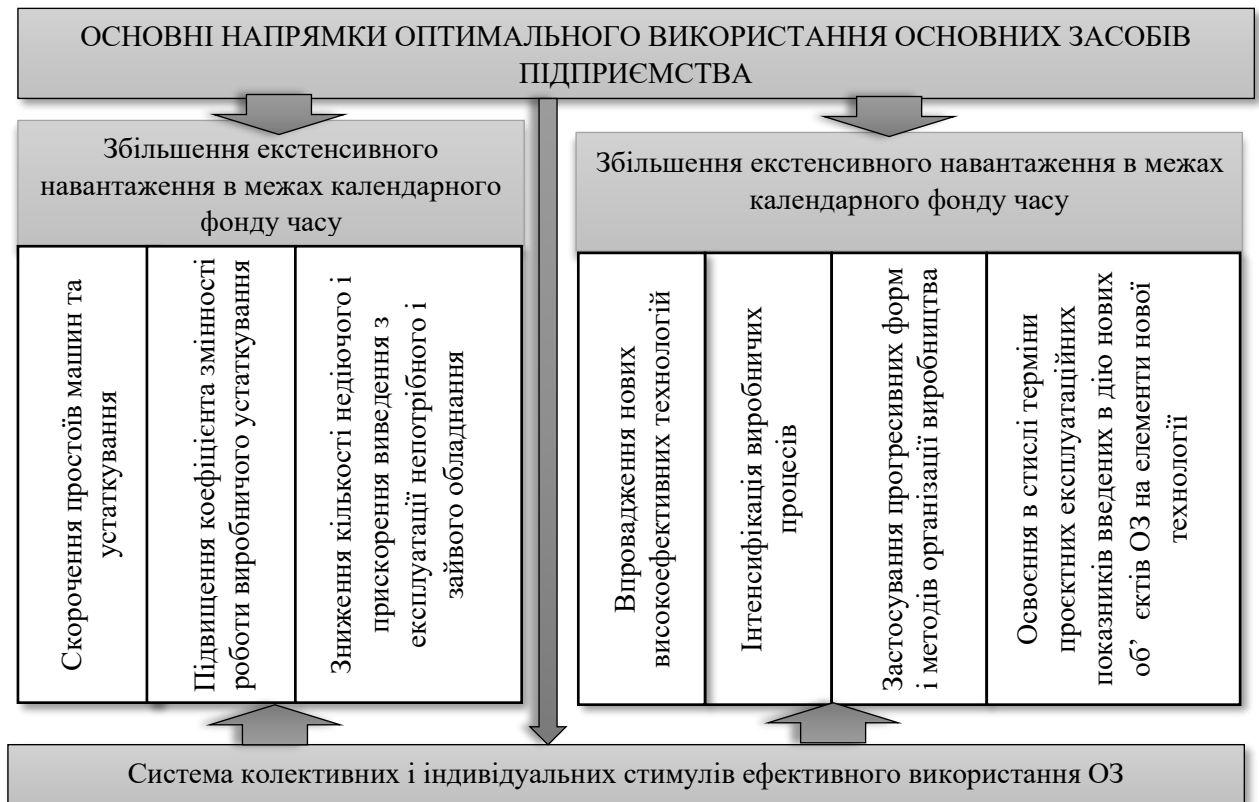 ОСНОВНІ НАПРЯМКИ ОПТИМАЛЬНОГО ВИКОРИСТАННЯ ОСНОВНИХ ЗАСОБІВ
ПІДПРИЄМСТВА
Збільшення екстенсивного
навантаження в межах календарного
фонду часу
Скорочення простоїв машин та
устаткування
Підвищення коефіцієнта змінності
роботи виробничого устаткування
Зниження кількості недіючого і
прискорення виведення з
експлуатації непотрібного і
зайвого обладнання
Збільшення екстенсивного навантаження в межах
календарного фонду часу
Впровадження нових
високоефективних технологій
Інтенсифікація виробничих
процесів
Застосування прогресивних форм
і методів організації виробництва
Освоєння в стислі терміни
проєктних експлуатаційних
показників введених в дію нових
об’ єктів ОЗ на елементи нової
технології
Система колективних і індивідуальних стимулів ефективного використання ОЗ